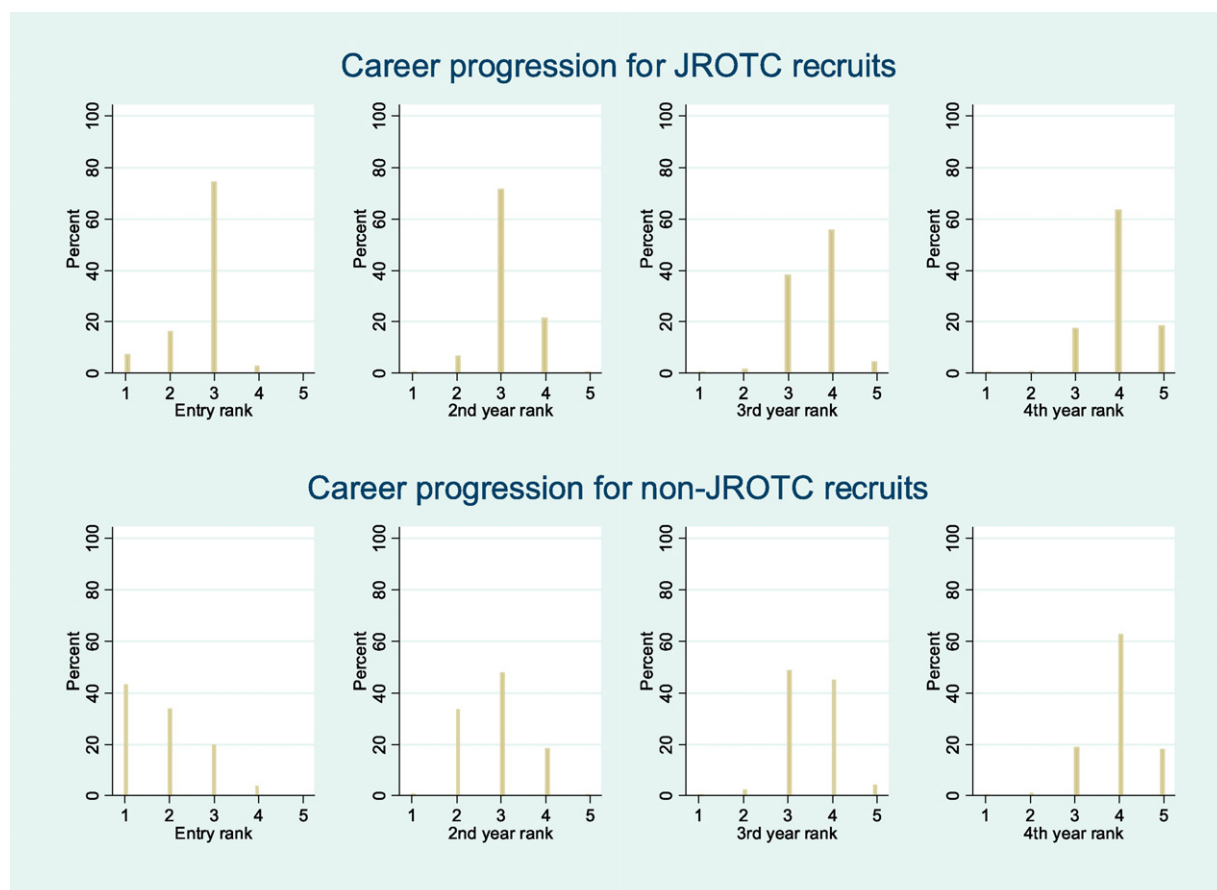 Career progression for JROTC recruits
100 100 100 100
80 80 80 80
60 60 60 60
Percent Percent Percent Percent
40 40 40 40
20 20 20 20
0 0 0 0
1 2 3 4 5 1 2 3 4 5 1 2 3 4 5 1 2 3 4 5
Entry rank 2nd year rank 3rd year rank 4th year rank
Career progression for non-JROTC recruits
100 100 100 100
80 80 80 80
60 60 60 60
Percent Percent Percent Percent
40 40 40 40
20 20 20 20
0 0 0 0
1 2 3 4 5 1 2 3 4 5 1 2 3 4 5 1 2 3 4 5
Entry rank 2nd year rank 3rd year rank 4th year rank